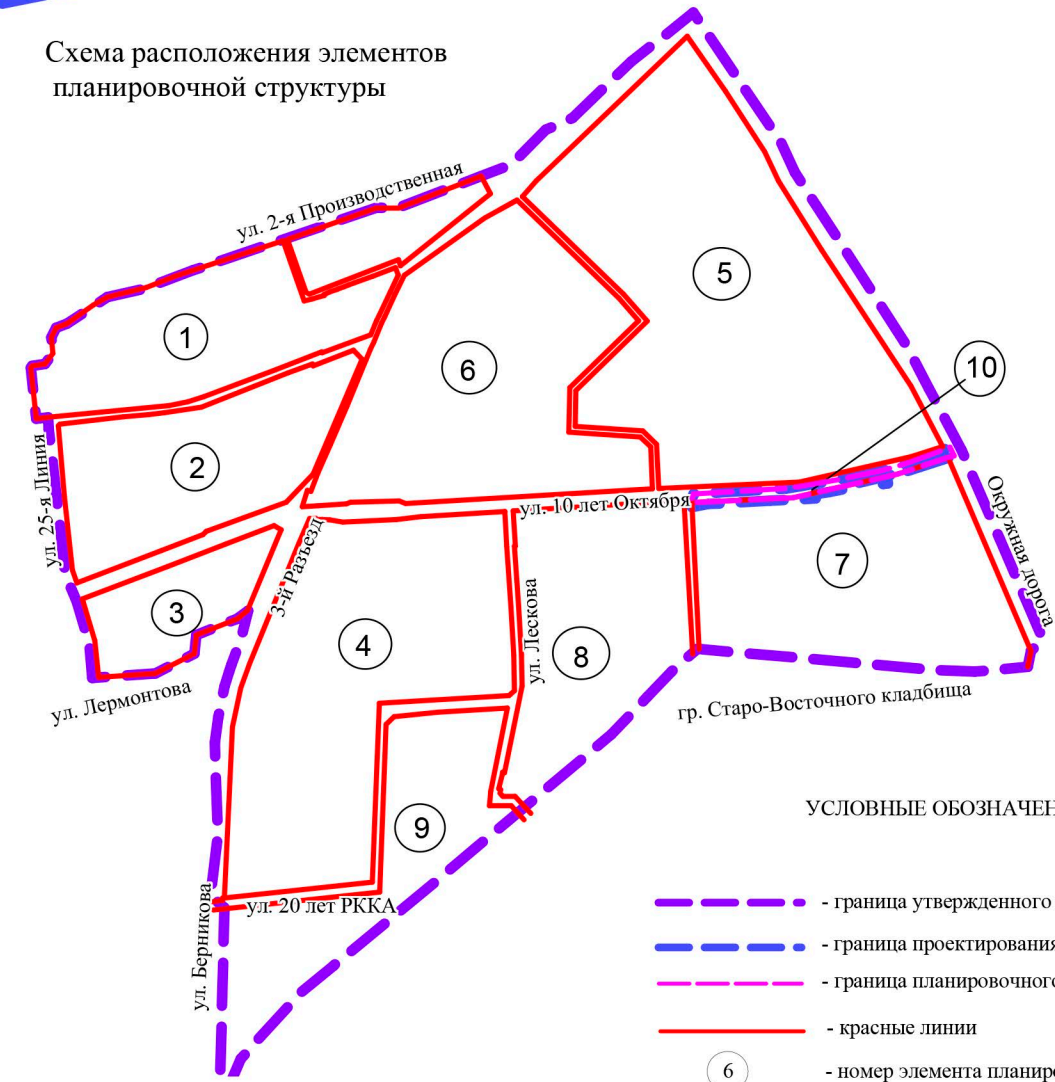 Схема расположения элементов
планировочной структуры
ул. 2-я Производственная
5
1
6
10
2
ул. 25-я Линия
ул. 10 лет Октября
Окружная дорога
3-й Разъезд
7
3
4
ул. Лескова
8
ул. Лермонтова
гр. Старо-Восточного кладбища
9
УСЛОВНЫЕ ОБОЗНАЧЕН
ул. 20 лет РККА
ул. Берникова
- граница утвержденного
- граница проектирования
- граница планировочного
- красные линии
6 - номер элемента планиро